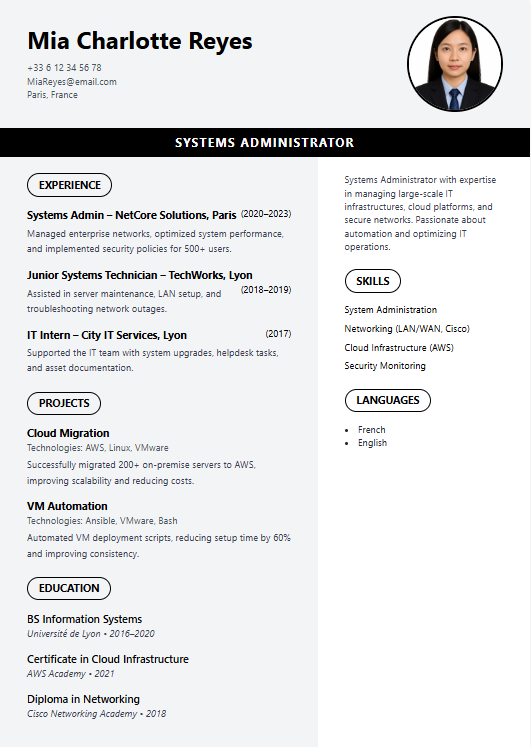 Mia Charlotte Reyes
+33 6 12 34 56 78
MiaReyes@email.com
Paris, France
SYSTEMS ADMINISTRATOR
EXPERIENCE
Systems Admin – NetCore Solutions, Paris (2020–2023)
Managed enterprise networks, optimized system performance,
and implemented security policies for 500+ users.
Junior Systems Technician – TechWorks, Lyon
(2018–2019)
Assisted in server maintenance, LAN setup, and
troubleshooting network outages.
IT Intern – City IT Services, Lyon (2017)
Supported the IT team with system upgrades, helpdesk tasks,
and asset documentation.
PROJECTS
Cloud Migration
Technologies: AWS, Linux, VMware
Successfully migrated 200+ on-premise servers to AWS,
improving scalability and reducing costs.
VM Automation
Technologies: Ansible, VMware, Bash
Automated VM deployment scripts, reducing setup time by 60%
and improving consistency.
EDUCATION
BS Information Systems
Université de Lyon • 2016–2020
Certificate in Cloud Infrastructure
AWS Academy • 2021
Diploma in Networking
Cisco Networking Academy • 2018
Systems Administrator with expertise
in managing large-scale IT
infrastructures, cloud platforms, and
secure networks. Passionate about
automation and optimizing IT
operations.
SKILLS
System Administration
Networking (LAN/WAN, Cisco)
Cloud Infrastructure (AWS)
Security Monitoring
LANGUAGES
• French
• English